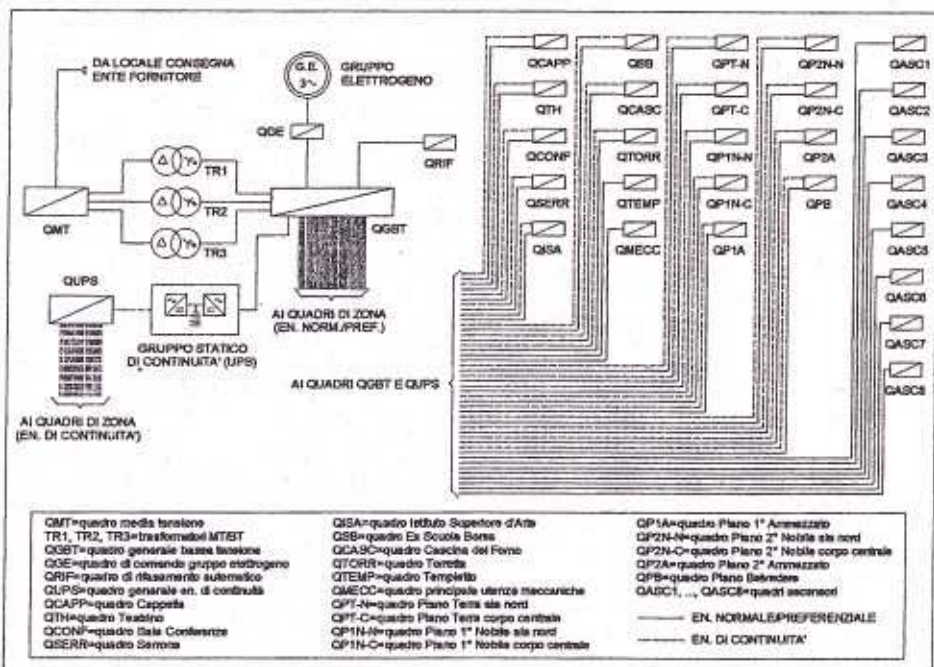 DA LOCALE CONSEGNA
ENTE FORNITORE
G.E.
3~
GRUPPO
ELETTROGENO
QGE
QRIF
TR1
TR2
TR3
QMT
QGBT
QUPS
GRUPPO STATICO
DI CONTINUITA' (UPS)
AI QUADRI DI ZONA
(EN. NORM./PREF.)
AI QUADRI DI ZONA
(EN. DI CONTINUITA')
AI QUADRI QGBT E QUPS
QCAPP
QSB
QPT-N
QP2N-N
QASC1
QTH
QCASC
QPT-C
QP2N-C
QASC2
QCONF
QTORR
QP1N-N
QP2A
QASC3
QSERR
QTEMP
QP1N-C
QPB
QASC4
QISA
QMECC
QP1A
QASC5
QASC6
QASC7
QASC8
QMT=quadro media tensione
TR1, TR2, TR3=trasformatori MT/BT
QGBT=quadro generale bassa tensione
QGE=quadro di comando gruppo elettrogeno
QRIF=quadro di rifasamento automatico
QUPS=quadro generale en. di continuità
QCAPP=quadro Cappella
QTH=quadro Teatrino
QCONF=quadro Sala Conferenze
QSERR=quadro Serrone
QISA=quadro Istituto Superiore d'Arte
QSB=quadro Ex Scuola Borsa
QCASC=quadro Cascina del Forno
QTORR=quadro Torretta
QTEMP=quadro Tempietto
QMECC=quadro principale utenze meccaniche
QPT-N=quadro Piano Terra ala nord
QPT-C=quadro Piano Terra corpo centrale
QP1N-N=quadro Piano 1° Nobile ala nord
QP1N-C=quadro Piano 1° Nobile corpo centrale
QP1A=quadro Piano 1° Ammezzato
QP2N-N=quadro Piano 2° Nobile ala nord
QP2N-C=quadro Piano 2° Nobile corpo centrale
QP2A=quadro Piano 2° Ammezzato
QPB=quadro Piano Belvedere
QASC1, ..., QASC8=quadri ascensori
EN. NORMALE/PREFERENZIALE
EN. DI CONTINUITA'